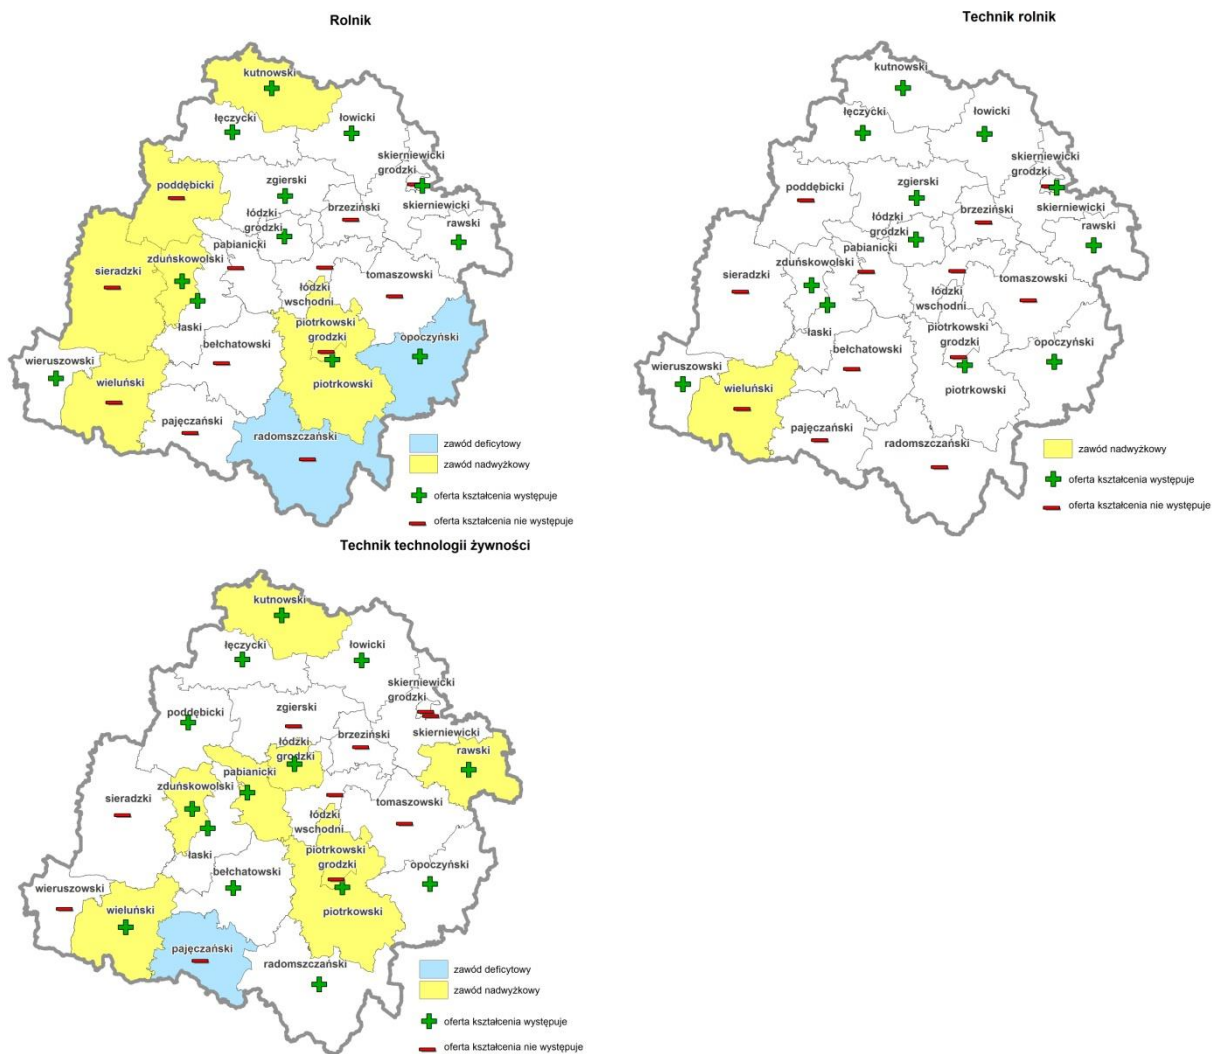 Rolnik
kutnowski
łęczycki
łowicki
skierniewicki
grodzki
poddębicki
zgierski
łódzki
grodzki
brzeziński
skierniewicki
rawski
pabianicki
zduńskowolski
sieradzki
tomaszowski
łódzki
wschodni
łaski
piotrkowski
grodzki
opoczyński
bełchatowski
wieruszowski
wieluński
piotrkowski
pajęczański
radomszczański
zawód deficytowy
zawód nadwyżkowy
oferta kształcenia występuje
oferta kształcenia nie występuje
Technik rolnik
kutnowski
łęczycki
łowicki
skierniewicki
grodzki
poddębicki
zgierski
łódzki
grodzki
brzeziński
skierniewicki
rawski
pabianicki
zduńskowolski
sieradzki
tomaszowski
łódzki
wschodni
łaski
piotrkowski
grodzki
opoczyński
bełchatowski
wieruszowski
wieluński
piotrkowski
pajęczański
radomszczański
zawód nadwyżkowy
oferta kształcenia występuje
oferta kształcenia nie występuje
Technik technologii żywności
kutnowski
łęczycki
łowicki
skierniewicki
grodzki
poddębicki
zgierski
łódzki
grodzki
brzeziński
skierniewicki
rawski
pabianicki
zduńskowolski
sieradzki
tomaszowski
łódzki
wschodni
łaski
piotrkowski
grodzki
opoczyński
bełchatowski
wieruszowski
wieluński
piotrkowski
pajęczański
radomszczański
zawód deficytowy
zawód nadwyżkowy
oferta kształcenia występuje
oferta kształcenia nie występuje